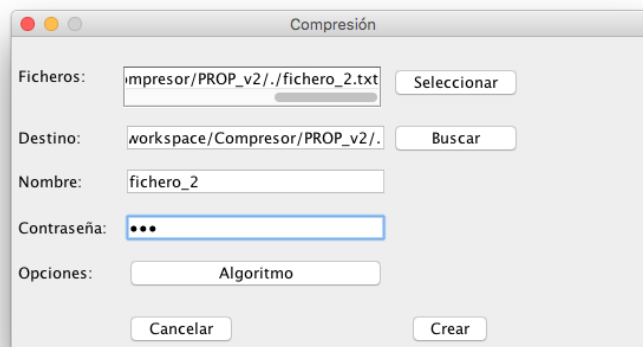 Compresión
Ficheros: mpresor/PROP_v2/./fichero_2.txt Seleccionar
Destino: workspace/Compresor/PROP_v2/. Buscar
Nombre: fichero_2
Contraseña: •••
Opciones: Algoritmo
Cancelar Crear